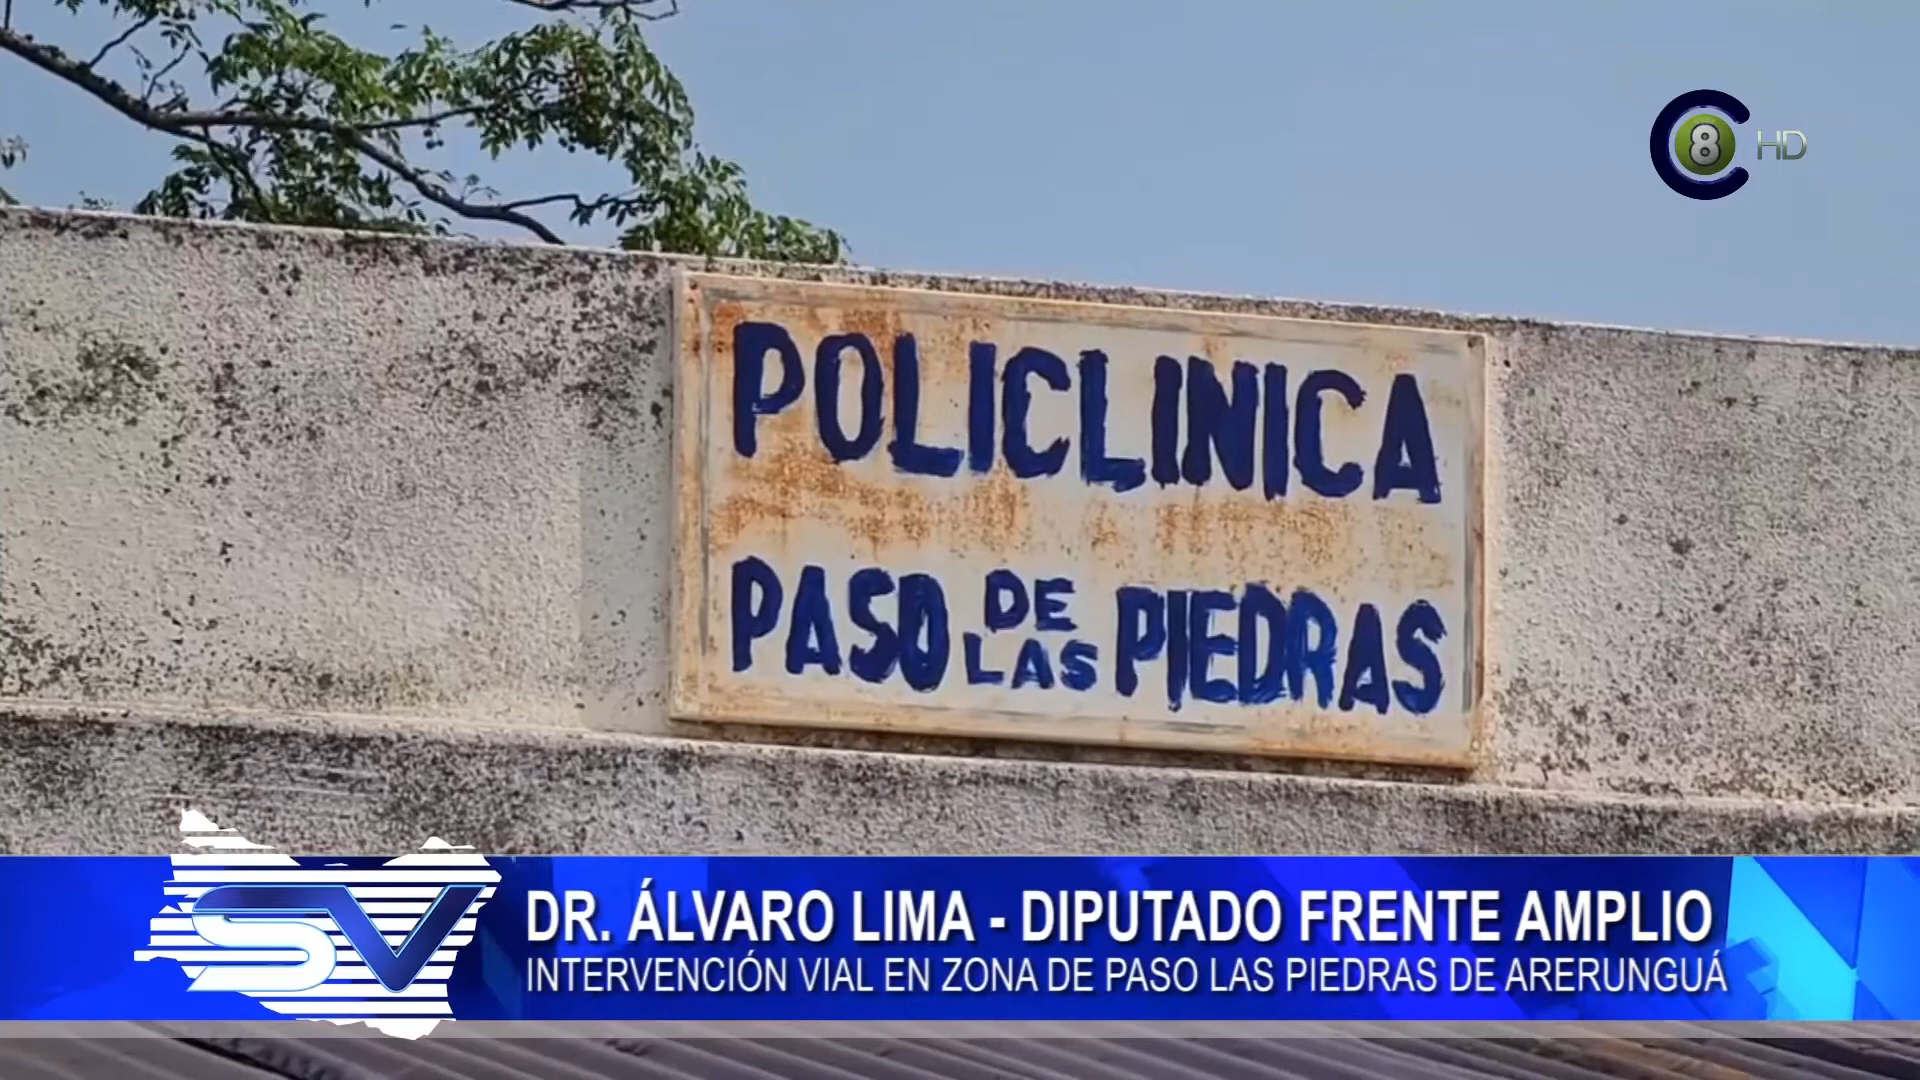 8 HD
POLICLINICA
PASO DE LAS PIEDRAS
SV
DR. ÁLVARO LIMA - DIPUTADO FRENTE AMPLIO
INTERVENCIÓN VIAL EN ZONA DE PASO LAS PIEDRAS DE ARERUNGUÁ